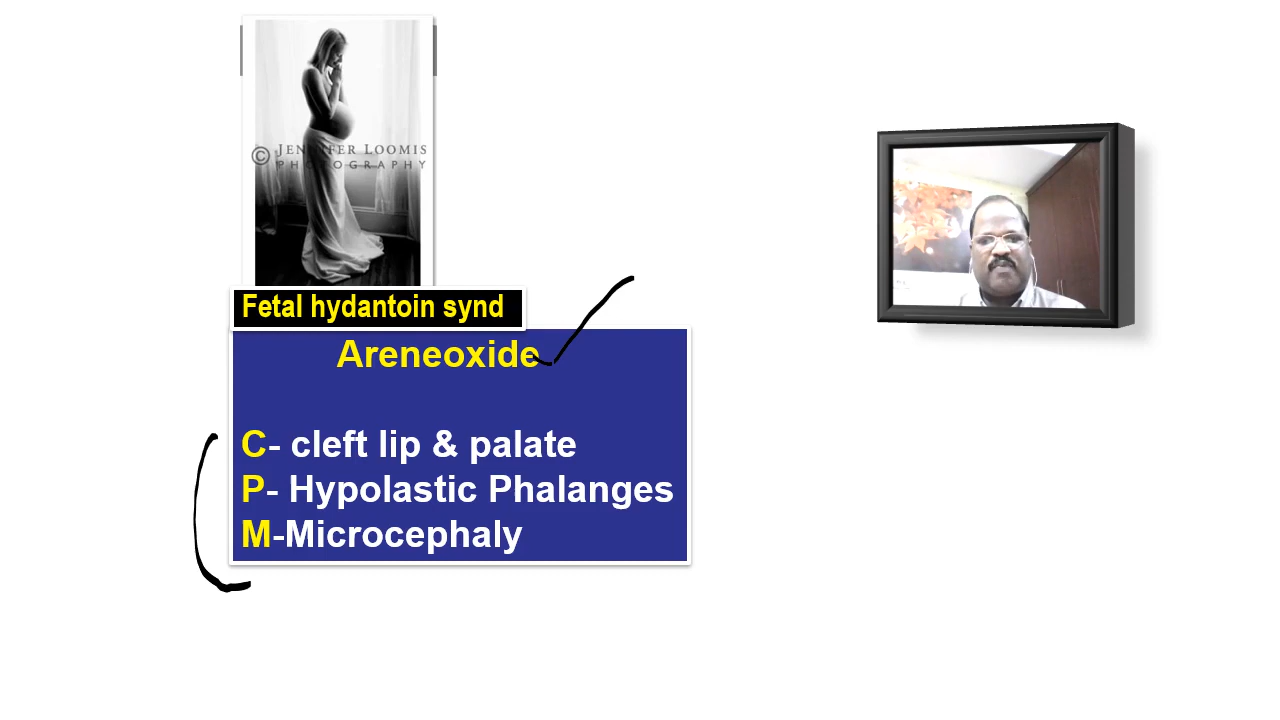 © JENNIFER LOOMIS
PHOTOGRAPHY
Fetal hydantoin synd
Areneoxide
C- cleft lip & palate
P- Hypolastic Phalanges
M-Microcephaly